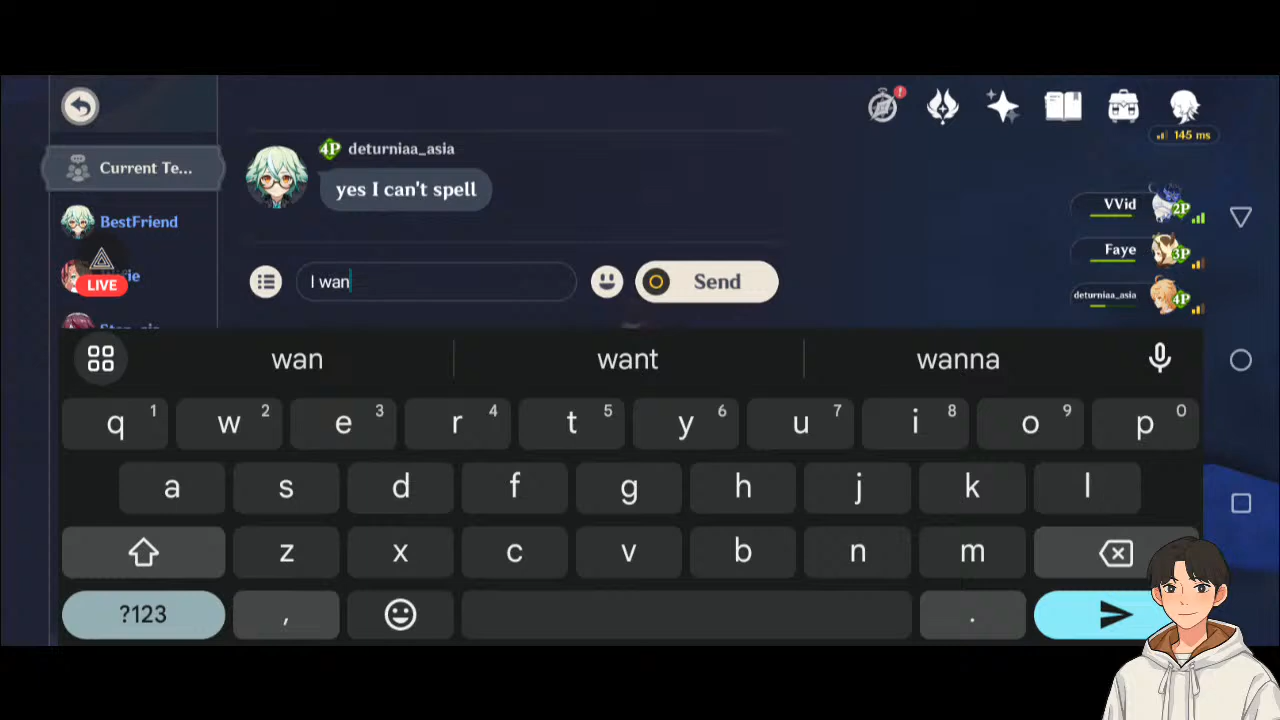 4P deturniaa_asia
145 ms
Current Te...
yes I can't spell
VVid 2P
BestFriend
Faye 3P
LIVE
I wan
Send
deturniaa_asia 4P
wan want wanna
q 1 w 2 e 3 r 4 t 5 y 6 u 7 i 8 o 9 p 0
a s d f g h j k l
z x c v b n m
?123 , .